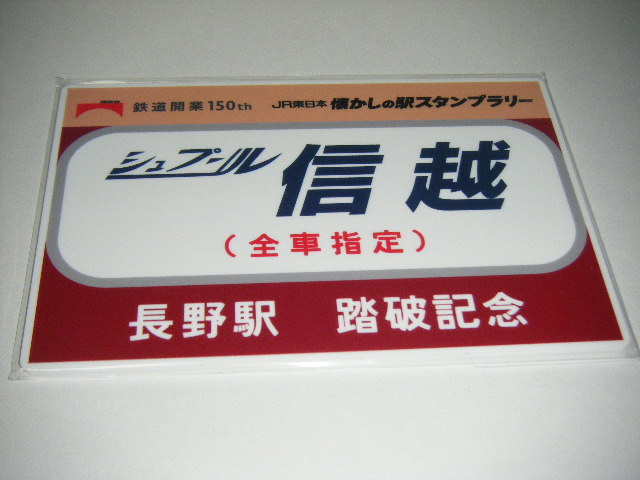 鉄道開業150th JR東日本 懐かしの駅スタンプラリー
シュプール 信越
(全車指定)
長野駅 踏破記念